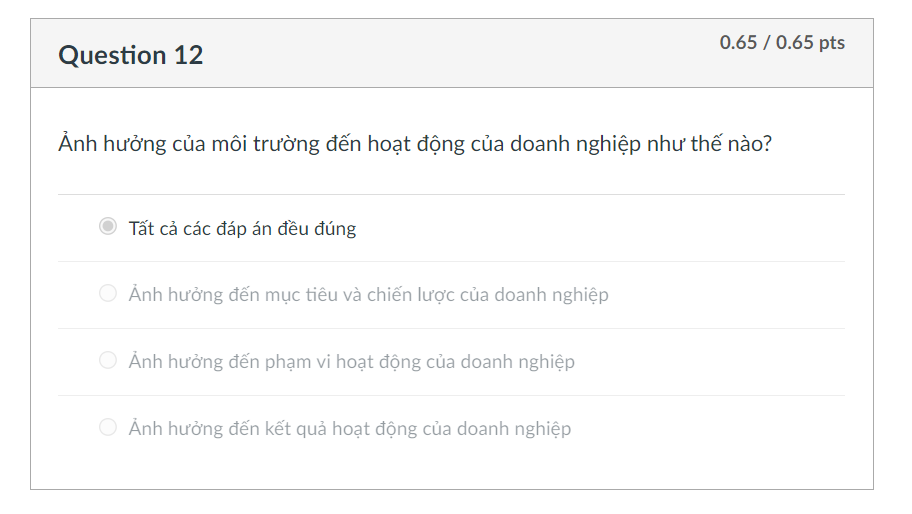 Question 12
0.65 / 0.65 pts
Ảnh hưởng của môi trường đến hoạt động của doanh nghiệp như thế nào?
Tất cả các đáp án đều đúng
Ảnh hưởng đến mục tiêu và chiến lược của doanh nghiệp
Ảnh hưởng đến phạm vi hoạt động của doanh nghiệp
Ảnh hưởng đến kết quả hoạt động của doanh nghiệp